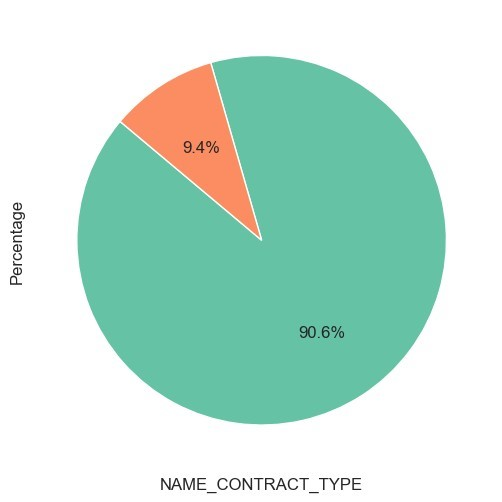 9.4%
Percentage
90.6%
NAME_CONTRACT_TYPE